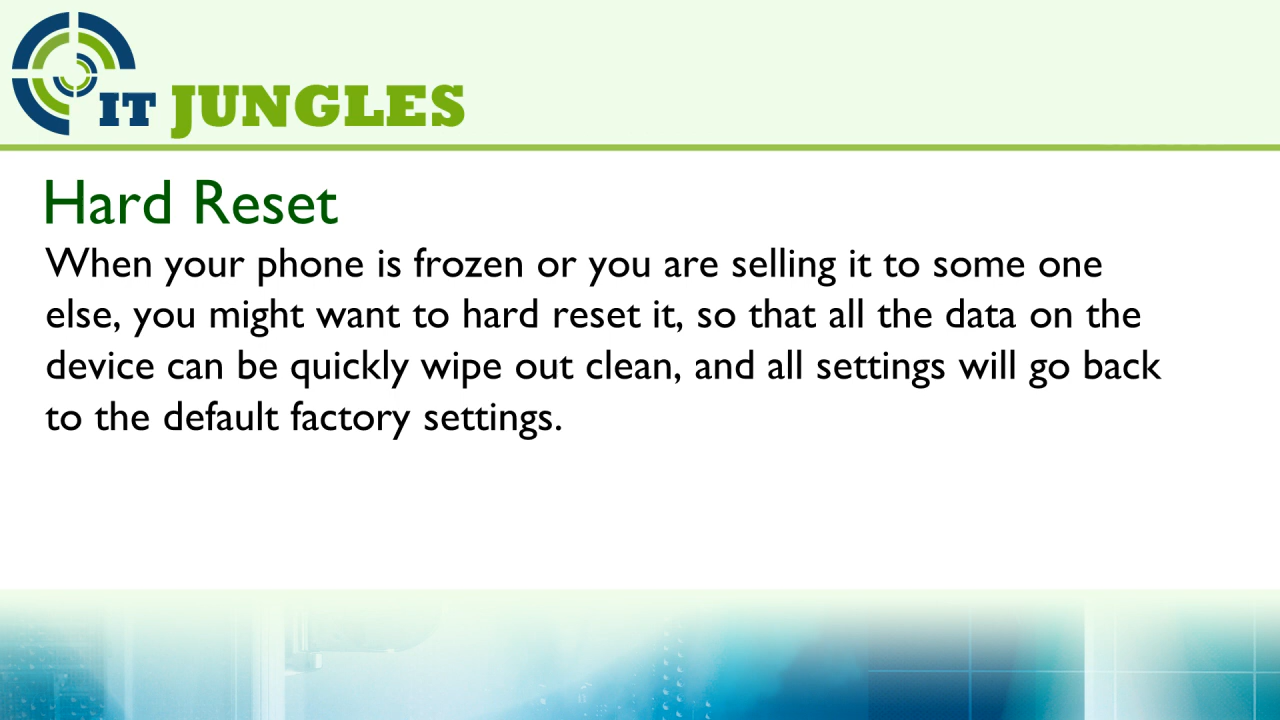 IT JUNGLES
Hard Reset
When your phone is frozen or you are selling it to some one
else, you might want to hard reset it, so that all the data on the
device can be quickly wipe out clean, and all settings will go back
to the default factory settings.